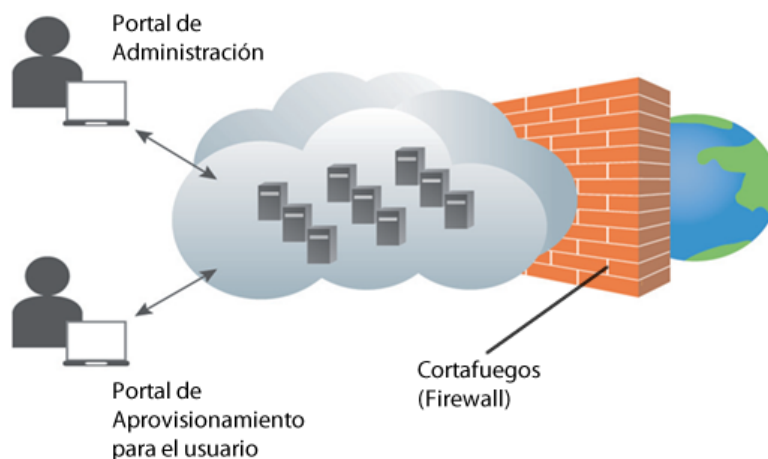 Portal de
Administración
Cortafuegos
(Firewall)
Portal de
Aprovisionamiento
para el usuario